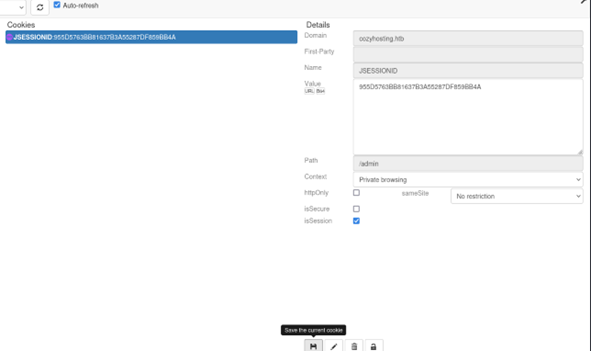 Auto-refresh
Cookies
JSESSIONID:955D5763BB81637B3A55287DF859BB4A
Details
Domain
cozyhosting.htb
First-Party
Name
JSESSIONID
Value
URL
955D5763BB81637B3A55287DF859BB4A
Path
/admin
Context
Private browsing
httpOnly
sameSite
No restriction
isSecure
isSession
Save the current cookie